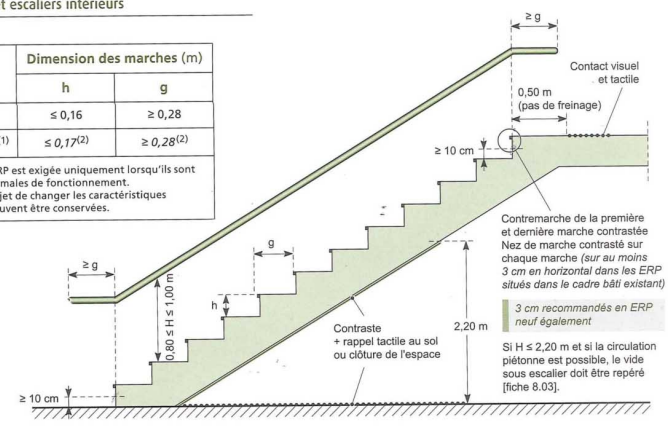 et escaliers intérieurs
Dimension des marches (m)
h
g
≤ 0,16
≥ 0,28
(1)
≤ 0,17(2)
≥ 0,28(2)
ERP est exigée uniquement lorsqu'ils sont
males de fonctionnement.
jet de changer les caractéristiques
uvent être conservées.
≥ g
Contact visuel
et tactile
0,50 m
(pas de freinage)
≥ 10 cm
Contremarche de la première
et dernière marche contrastée
Nez de marche contrasté sur
chaque marche (sur au moins
3 cm en horizontal dans les ERP
situés dans le cadre bâti existant)
3 cm recommandés en ERP
neuf également
Si H ≤ 2,20 m et si la circulation
piétonne est possible, le vide
sous escalier doit être repéré
[fiche 8.03].
g
≥ g
h
0,80 ≤ H ≤ 1,00 m
2,20 m
Contraste
+ rappel tactile au sol
ou clôture de l'espace
≥ 10 cm